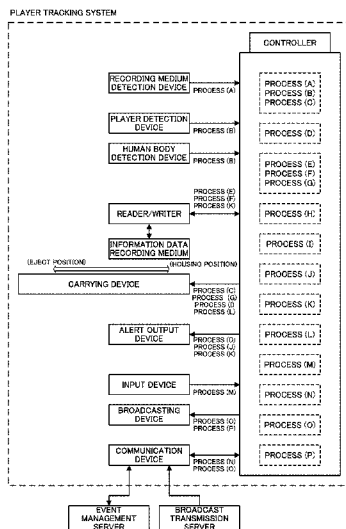 PLAYER TRACKING SYSTEM
CONTROLLER
RECORDING MEDIUM
DETECTION DEVICE
PROCESS (A)
PLAYER DETECTION
DEVICE
PROCESS (B)
HUMAN BODY
DETECTION DEVICE
PROCESS (B)
PROCESS (E)
PROCESS (F)
PROCESS (K)
READER/WRITER
INFORMATION DATA
RECORDING MEDIUM
(EJECT POSITION)
(HOUSING POSITION)
CARRYING DEVICE
PROCESS (C)
PROCESS (G)
PROCESS (I)
PROCESS (L)
ALERT OUTPUT
DEVICE
PROCESS (D)
PROCESS (J)
PROCESS (K)
INPUT DEVICE
PROCESS (M)
BROADCASTING
DEVICE
PROCESS (O)
PROCESS (P)
COMMUNICATION
DEVICE
PROCESS (N)
PROCESS (O)
PROCESS (A)
PROCESS (B)
PROCESS (C)
PROCESS (D)
PROCESS (E)
PROCESS (F)
PROCESS (G)
PROCESS (H)
PROCESS (I)
PROCESS (J)
PROCESS (K)
PROCESS (L)
PROCESS (M)
PROCESS (N)
PROCESS (O)
PROCESS (P)
EVENT
MANAGEMENT
SERVER
BROADCAST
TRANSMISSION
SERVER